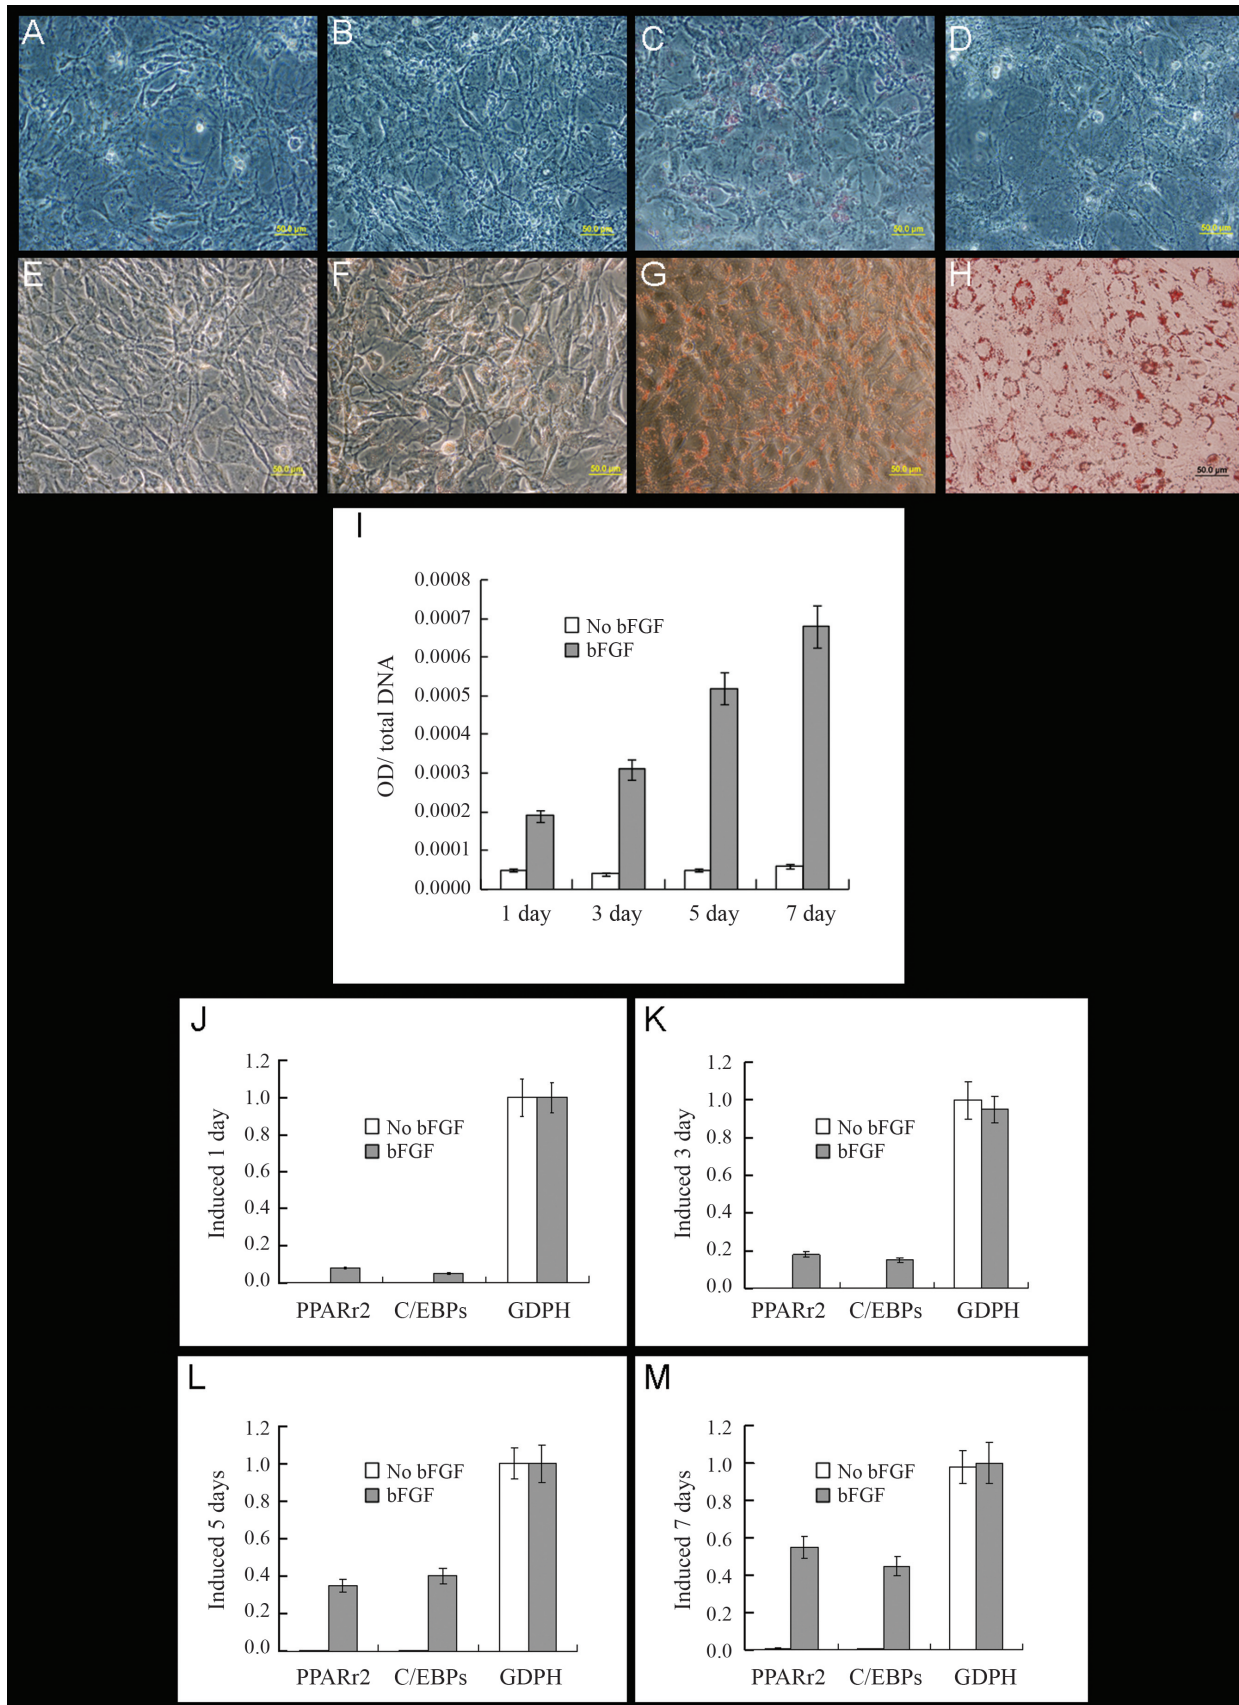 A
B
C
D
50.0 µm
50.0 µm
50.0 µm
50.0 µm
E
F
G
H
50.0 µm
50.0 µm
50.0 µm
50.0 µm
I
0.0008
0.0007
0.0006
0.0005
0.0004
0.0003
0.0002
0.0001
0.0000
OD/ total DNA
No bFGF
bFGF
1 day
3 day
5 day
7 day
J
1.2
1.0
0.8
0.6
0.4
0.2
0.0
Induced 1 day
No bFGF
bFGF
PPARr2
C/EBPs
GDPH
K
1.2
1.0
0.8
0.6
0.4
0.2
0.0
Induced 3 day
No bFGF
bFGF
PPARr2
C/EBPs
GDPH
L
1.2
1.0
0.8
0.6
0.4
0.2
0.0
Induced 5 days
No bFGF
bFGF
PPARr2
C/EBPs
GDPH
M
1.2
1.0
0.8
0.6
0.4
0.2
0.0
Induced 7 days
No bFGF
bFGF
PPARr2
C/EBPs
GDPH